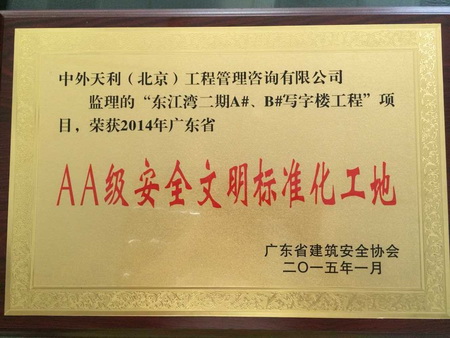 中外天利（北京）工程管理咨询有限公司
监理的“东江湾二期A#、B#写字楼工程”项
目，荣获2014年广东省
AA级安全文明标准化工地
广东省建筑安全协会
二〇一五年一月